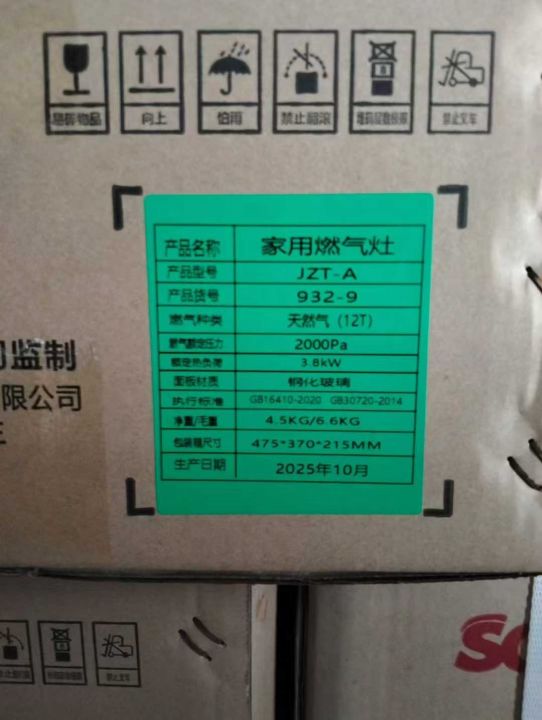 易碎物品 向上 怕雨 禁止翻滚 堆码层数极限 禁止叉车
产品名称 家用燃气灶
产品型号 JZT-A
产品货号 932-9
燃气种类 天然气 (12T)
燃气额定压力 2000Pa
额定热负荷 3.8kW
面板材质 钢化玻璃
执行标准 GB16410-2020 GB30720-2014
净重/毛重 4.5KG/6.6KG
包装箱尺寸 475*370*215MM
生产日期 2025年10月
监制
限公司
禁止叉车